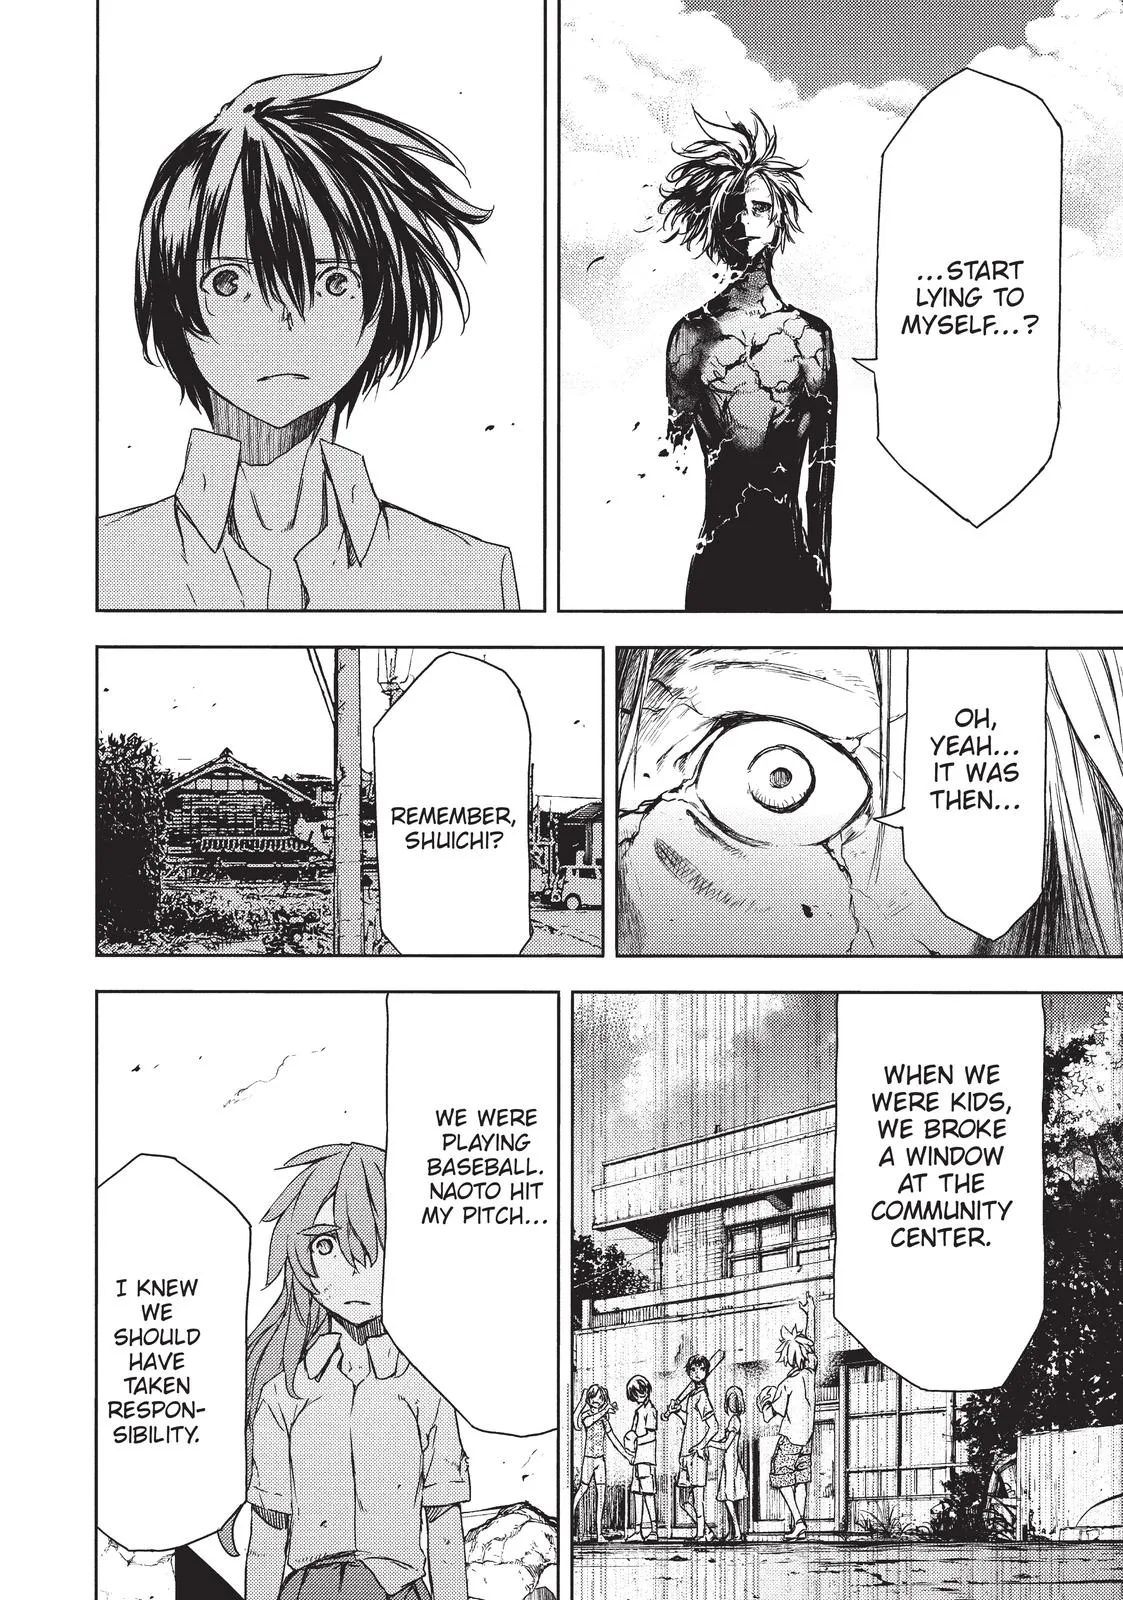 ...START
LYING TO
MYSELF...?
OH,
YEAH...
IT WAS
THEN...
REMEMBER,
SHUICHI?
WHEN WE
WERE KIDS,
WE BROKE
A WINDOW
AT THE
COMMUNITY
CENTER.
WE WERE
PLAYING
BASEBALL.
NAOTO HIT
MY PITCH...
I KNEW
WE
SHOULD
HAVE
TAKEN
RESPON-
SIBILITY.